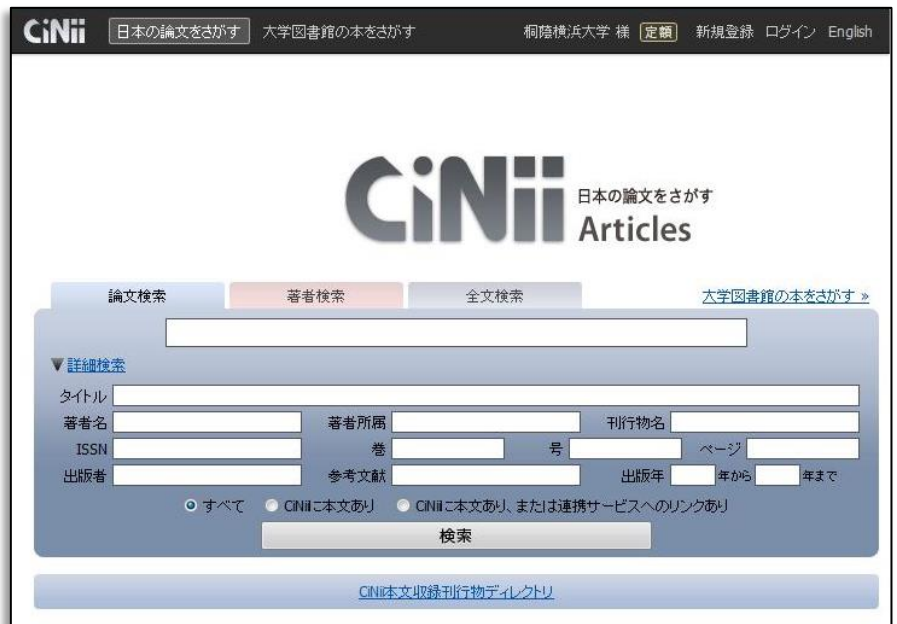 CiNii 日本の論文をさがす 大学図書館の本をさがす 桐蔭横浜大学 様 定額 新規登録 ログイン English
CiNii 日本の論文をさがす
Articles
論文検索 著者検索 全文検索 大学図書館の本をさがす »
▼詳細検索
タイトル
著者名 著者所属 刊行物名
ISSN 巻 号 ページ
出版者 参考文献 出版年 年から 年まで
すべて CiNiiに本文あり CiNiiに本文あり、または連携サービスへのリンクあり
検索
CiNii本文収録刊行物ディレクトリ